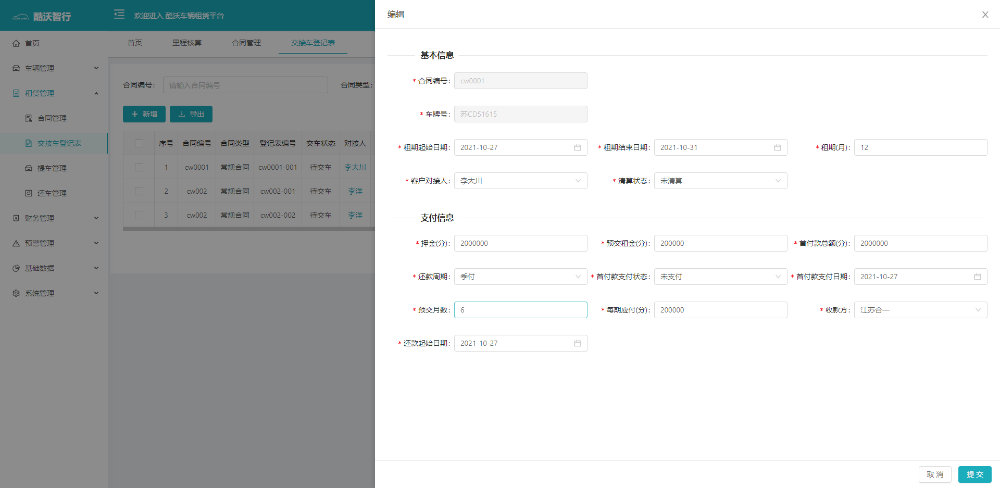 COOLWELL 酷沃智行
欢迎进入 酷沃车辆租赁平台
首页
车辆管理
租赁管理
合同管理
交接车登记表
提车管理
还车管理
财务管理
预警管理
基础数据
系统管理
首页 里程核算 合同管理 交接车登记表
合同编号: 请输入合同编号 合同类型:
新增 导出
序号 合同编号 合同类型 登记表编号 交车状态 对接人
1 cw0001 常规合同 cw0001-001 待交车 李大川
2 cw002 常规合同 cw002-001 待交车 李洋
3 cw002 常规合同 cw002-002 待交车 李洋
编辑
基本信息
* 合同编号: cw0001
* 车牌号: 苏CD51615
* 租期起始日期: 2021-10-27 * 租期结束日期: 2021-10-31 * 租期(月): 12
* 客户对接人: 李大川 * 清算状态: 未清算
支付信息
* 押金(分): 2000000 * 预交租金(分): 200000 * 首付款总额(分): 2000000
* 还款周期: 季付 * 首付款支付状态: 未支付 * 首付款支付日期: 2021-10-27
* 预交月数: 6 * 每期应付(分): 200000 * 收款方: 江苏合一
* 还款起始日期: 2021-10-27
取 消 提 交